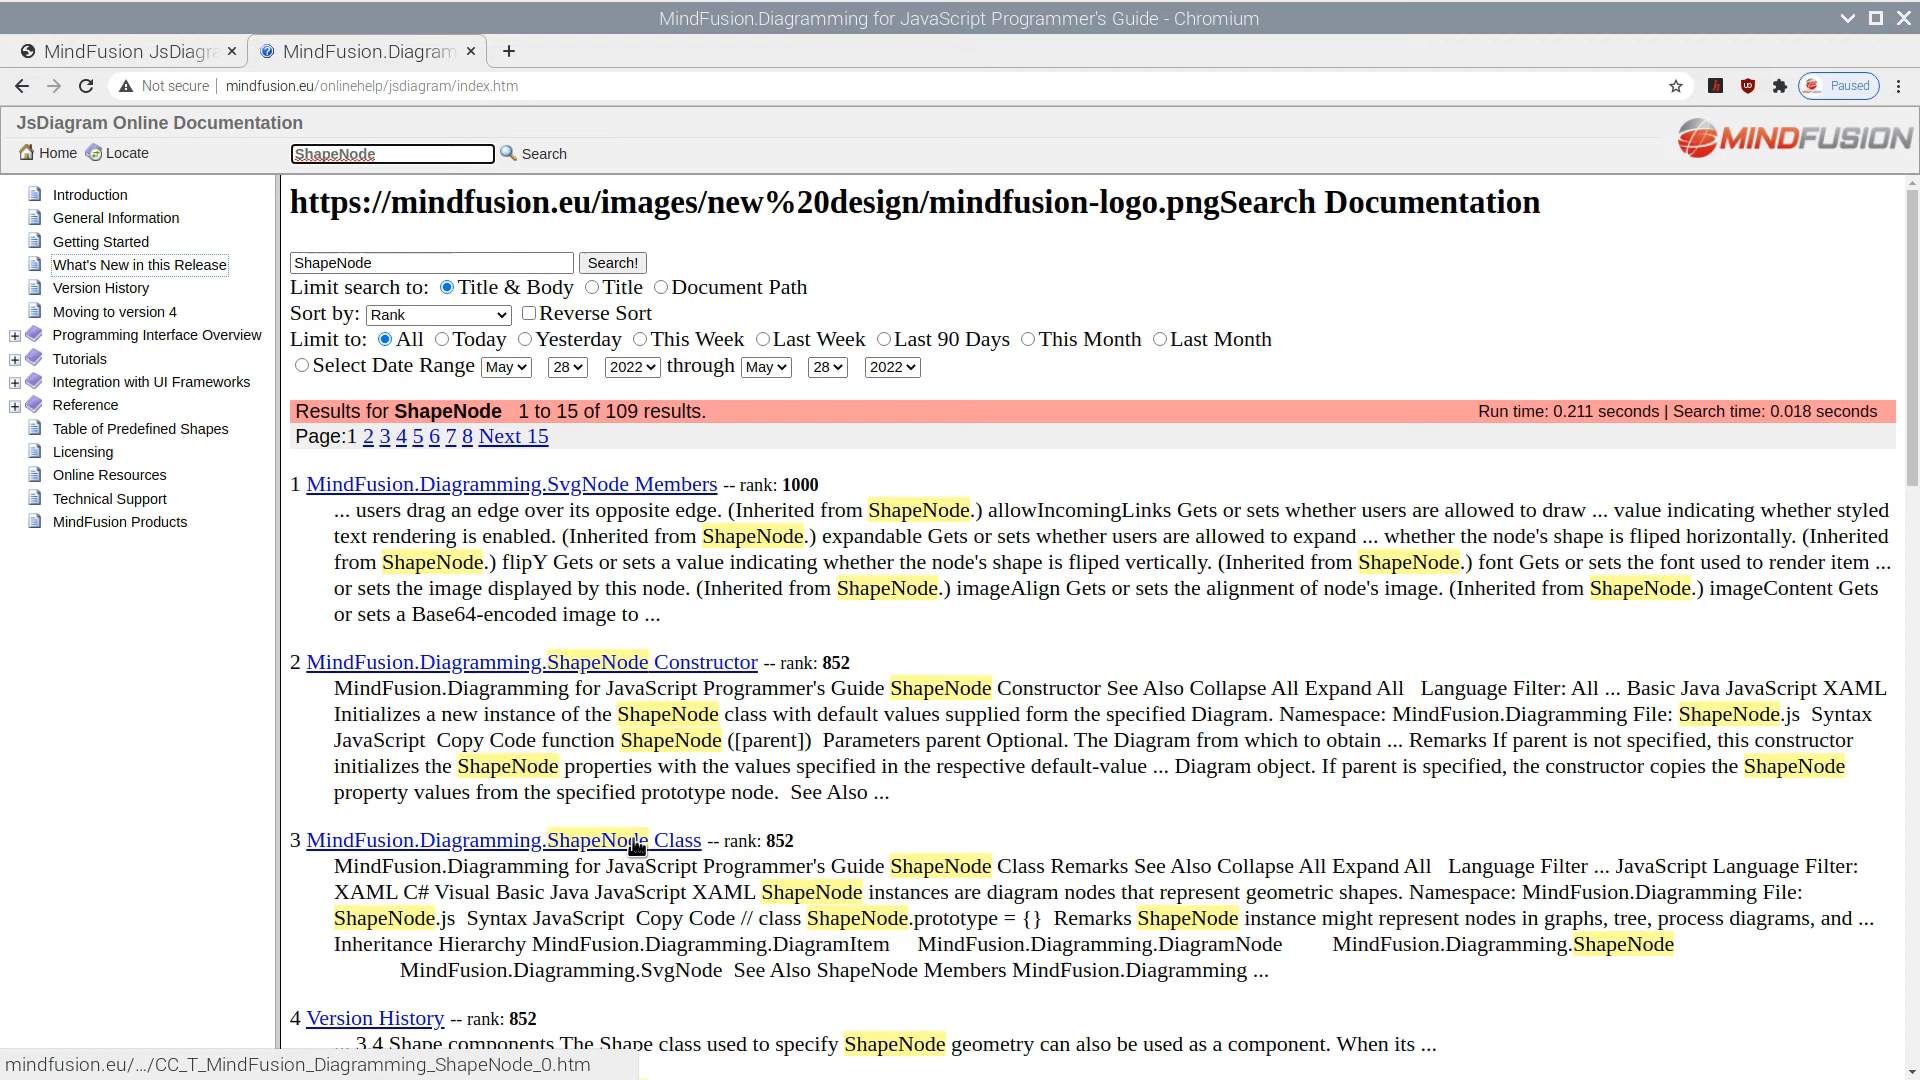 MindFusion.Diagramming for JavaScript Programmer's Guide - Chromium
MindFusion JsDiagra
MindFusion.Diagram
Not secure
mindfusion.eu/onlinehelp/jsdiagram/index.htm
Paused
JsDiagram Online Documentation
Home
Locate
ShapeNode
Search
MINDFUSION
Introduction
General Information
Getting Started
What's New in this Release
Version History
Moving to version 4
Programming Interface Overview
Tutorials
Integration with UI Frameworks
Reference
Table of Predefined Shapes
Licensing
Online Resources
Technical Support
MindFusion Products
https://mindfusion.eu/images/new%20design/mindfusion-logo.pngSearch Documentation
ShapeNode Search!
Limit search to: Title & Body Title Document Path
Sort by: Rank Reverse Sort
Limit to: All Today Yesterday This Week Last Week Last 90 Days This Month Last Month
Select Date Range May 28 2022 through May 28 2022
Results for ShapeNode 1 to 15 of 109 results. Run time: 0.211 seconds | Search time: 0.018 seconds
Page:1 2 3 4 5 6 7 8 Next 15
1 MindFusion.Diagramming.SvgNode Members -- rank: 1000
... users drag an edge over its opposite edge. (Inherited from ShapeNode.) allowIncomingLinks Gets or sets whether users are allowed to draw ... value indicating whether styled
text rendering is enabled. (Inherited from ShapeNode.) expandable Gets or sets whether users are allowed to expand ... whether the node's shape is fliped horizontally. (Inherited
from ShapeNode.) flipY Gets or sets a value indicating whether the node's shape is fliped vertically. (Inherited from ShapeNode.) font Gets or sets the font used to render item ...
or sets the image displayed by this node. (Inherited from ShapeNode.) imageAlign Gets or sets the alignment of node's image. (Inherited from ShapeNode.) imageContent Gets
or sets a Base64-encoded image to ...
2 MindFusion.Diagramming.ShapeNode Constructor -- rank: 852
MindFusion.Diagramming for JavaScript Programmer's Guide ShapeNode Constructor See Also Collapse All Expand All Language Filter: All ... Basic Java JavaScript XAML
Initializes a new instance of the ShapeNode class with default values supplied form the specified Diagram. Namespace: MindFusion.Diagramming File: ShapeNode.js Syntax
JavaScript Copy Code function ShapeNode ([parent]) Parameters parent Optional. The Diagram from which to obtain ... Remarks If parent is not specified, this constructor
initializes the ShapeNode properties with the values specified in the respective default-value ... Diagram object. If parent is specified, the constructor copies the ShapeNode
property values from the specified prototype node. See Also ...
3 MindFusion.Diagramming.ShapeNode Class -- rank: 852
MindFusion.Diagramming for JavaScript Programmer's Guide ShapeNode Class Remarks See Also Collapse All Expand All Language Filter ... JavaScript Language Filter:
XAML C# Visual Basic Java JavaScript XAML ShapeNode instances are diagram nodes that represent geometric shapes. Namespace: MindFusion.Diagramming File:
ShapeNode.js Syntax JavaScript Copy Code // class ShapeNode.prototype = {} Remarks ShapeNode instance might represent nodes in graphs, tree, process diagrams, and ...
Inheritance Hierarchy MindFusion.Diagramming.DiagramItem MindFusion.Diagramming.DiagramNode MindFusion.Diagramming.ShapeNode
MindFusion.Diagramming.SvgNode See Also ShapeNode Members MindFusion.Diagramming ...
4 Version History -- rank: 852
... 3.4 Shape components The Shape class used to specify ShapeNode geometry can also be used as a component. When its ...
mindfusion.eu/.../CC_T_MindFusion_Diagramming_ShapeNode_0.htm